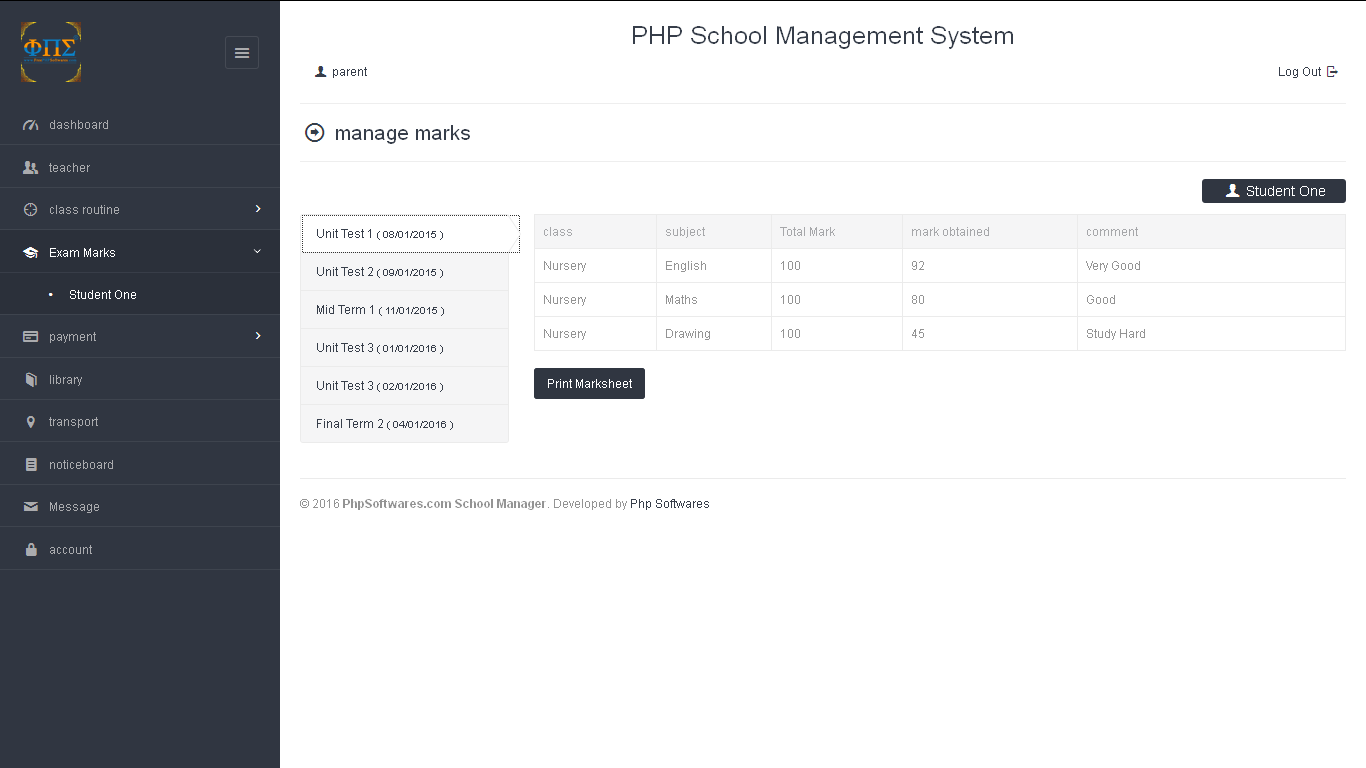 ΦΠΣ
PHP School Management System
parent
Log Out
dashboard
teacher
class routine
Exam Marks
Student One
payment
library
transport
noticeboard
Message
account
manage marks
Student One
Unit Test 1 ( 08/01/2015 )
Unit Test 2 ( 09/01/2015 )
Mid Term 1 ( 11/01/2015 )
Unit Test 3 ( 01/01/2016 )
Unit Test 3 ( 02/01/2016 )
Final Term 2 ( 04/01/2016 )
class subject Total Mark mark obtained comment
Nursery English 100 92 Very Good
Nursery Maths 100 80 Good
Nursery Drawing 100 45 Study Hard
Print Marksheet
© 2016 PhpSoftwares.com School Manager. Developed by Php Softwares